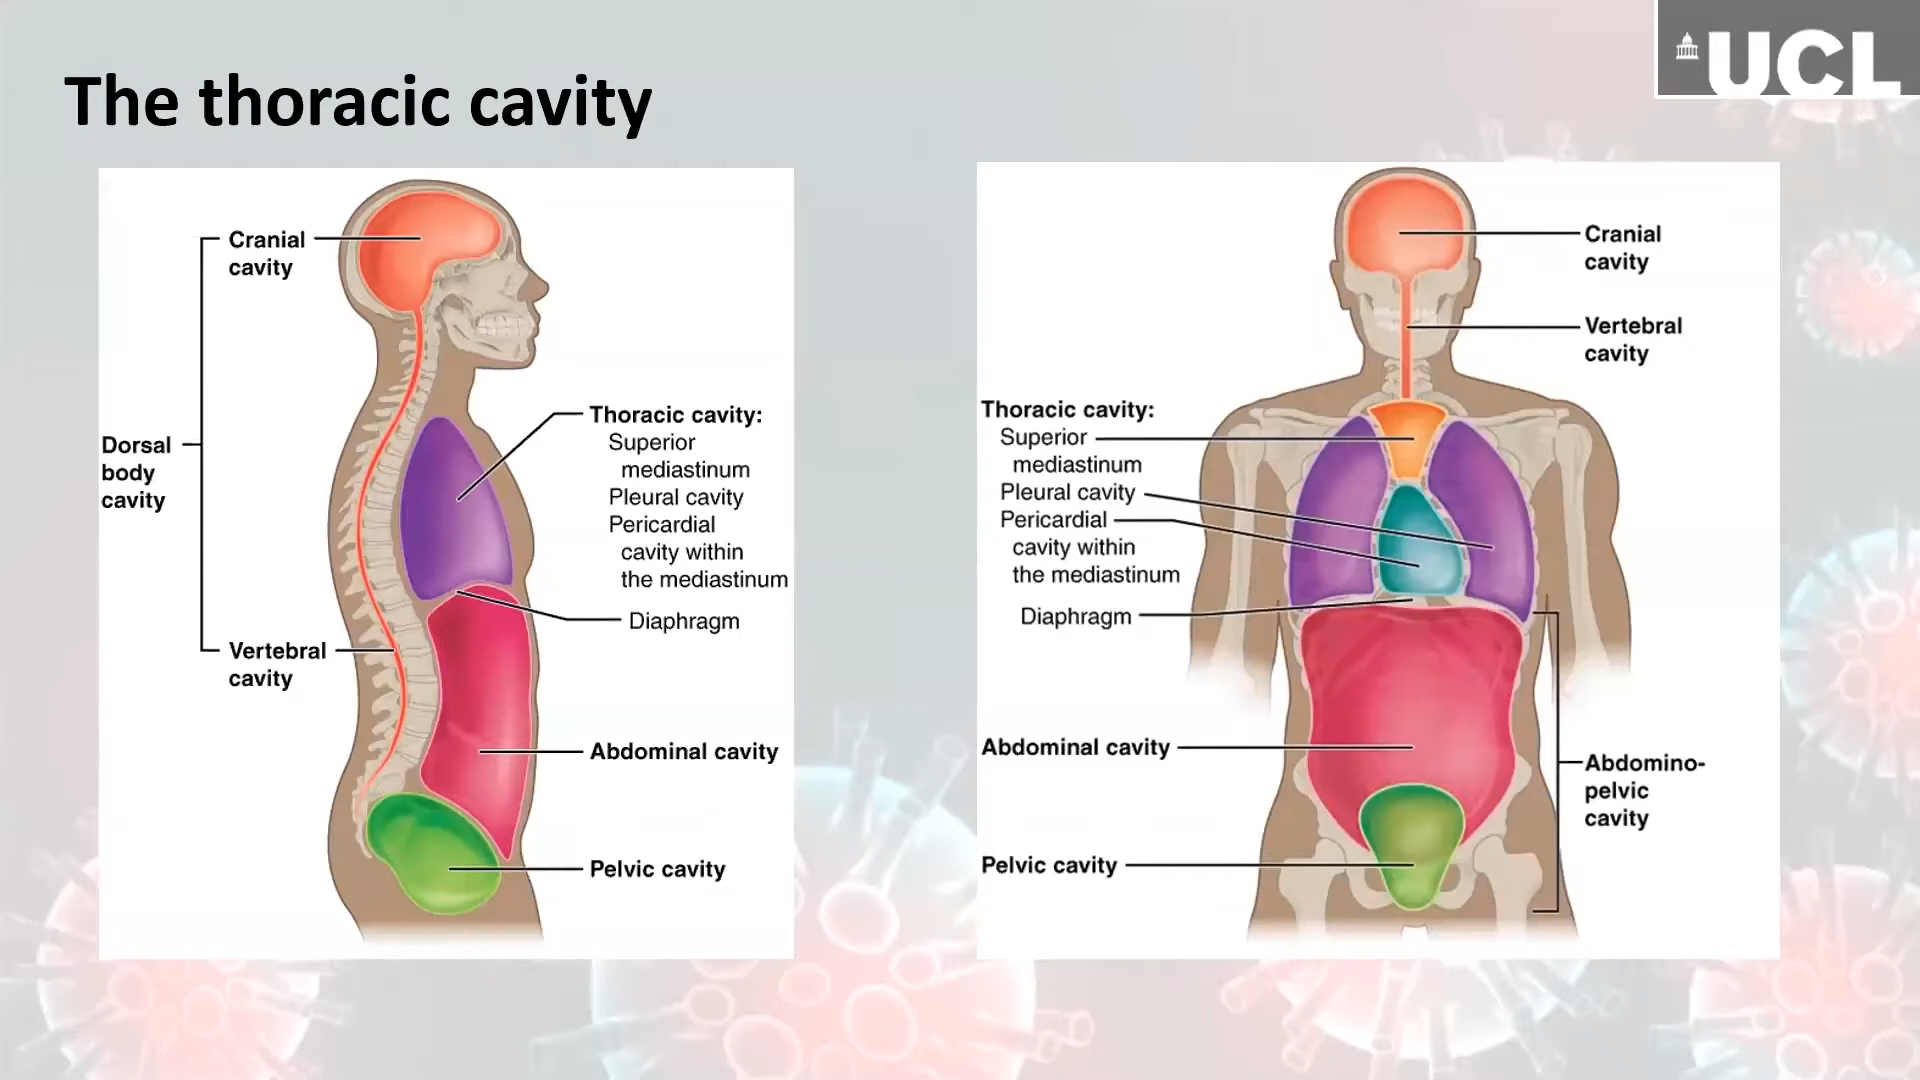 UCL
The thoracic cavity
Cranial
cavity
Dorsal
body
cavity
Vertebral
cavity
Thoracic cavity:
Superior
mediastinum
Pleural cavity
Pericardial
cavity within
the mediastinum
Diaphragm
Abdominal cavity
Pelvic cavity
Cranial
cavity
Vertebral
cavity
Thoracic cavity:
Superior
mediastinum
Pleural cavity
Pericardial
cavity within
the mediastinum
Diaphragm
Abdominal cavity
Pelvic cavity
Abdomino-
pelvic
cavity